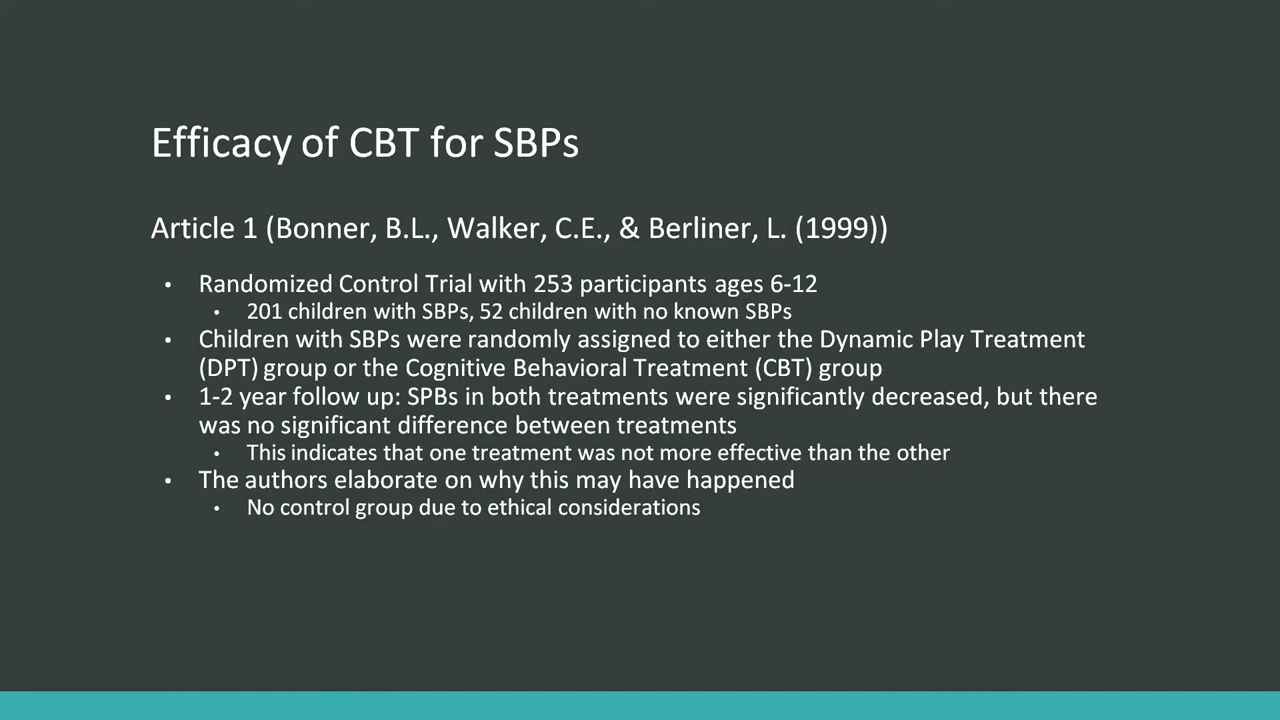 Efficacy of CBT for SBPs
Article 1 (Bonner, B.L., Walker, C.E., & Berliner, L. (1999))
• Randomized Control Trial with 253 participants ages 6-12
• 201 children with SBPs, 52 children with no known SBPs
• Children with SBPs were randomly assigned to either the Dynamic Play Treatment
(DPT) group or the Cognitive Behavioral Treatment (CBT) group
• 1-2 year follow up: SPBs in both treatments were significantly decreased, but there
was no significant difference between treatments
• This indicates that one treatment was not more effective than the other
• The authors elaborate on why this may have happened
• No control group due to ethical considerations